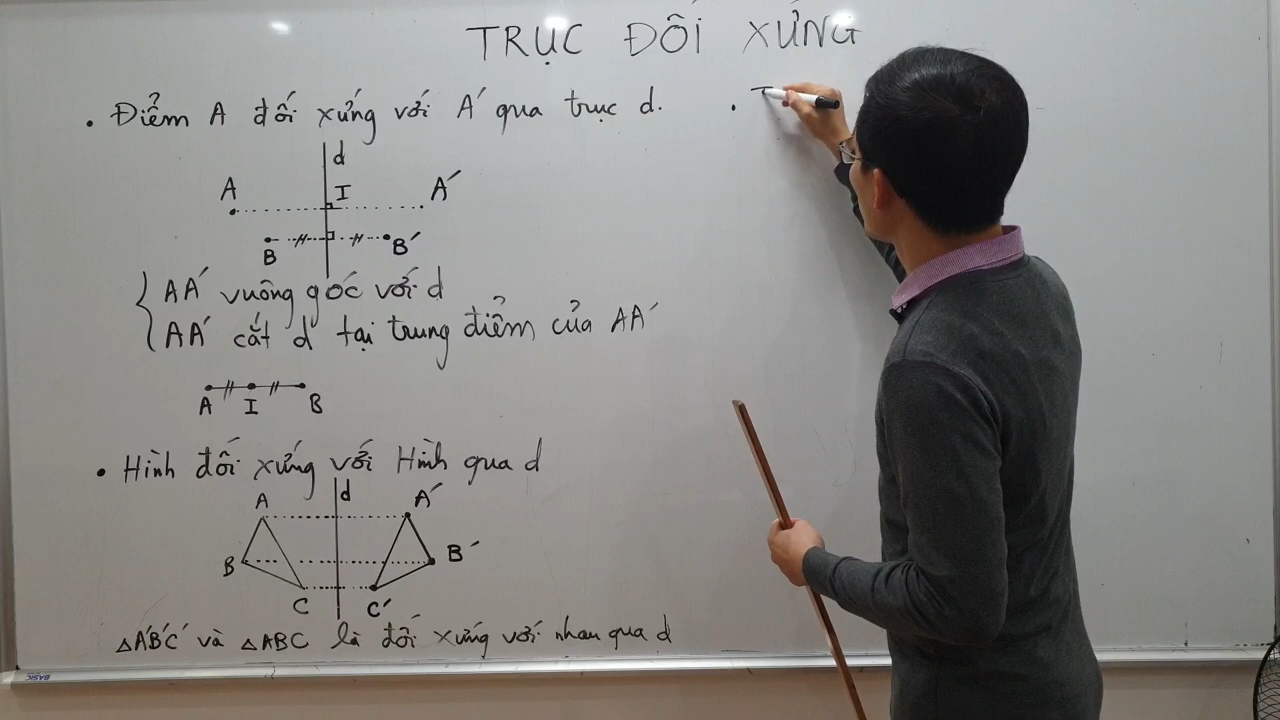 TRỤC ĐỐI XỨNG
• Điểm A đối xứng với A' qua trục d.
d
A I A'
B B'
{ AA' vuông góc với d
AA' cắt d tại trung điểm của AA'
A I B
• Hình đối xứng với Hình qua d
A d A'
B B'
C C'
△A'B'C' và △ABC là đối xứng với nhau qua d
• T
BASIC